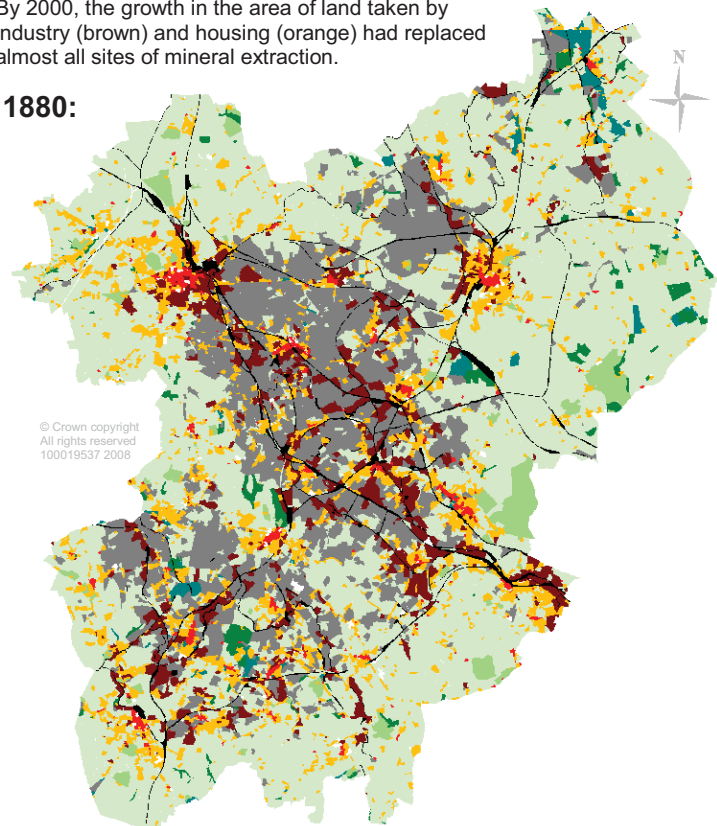 By 2000, the growth in the area of land taken by
industry (brown) and housing (orange) had replaced
almost all sites of mineral extraction.
1880:
N
© Crown copyright
All rights reserved
100019537 2008